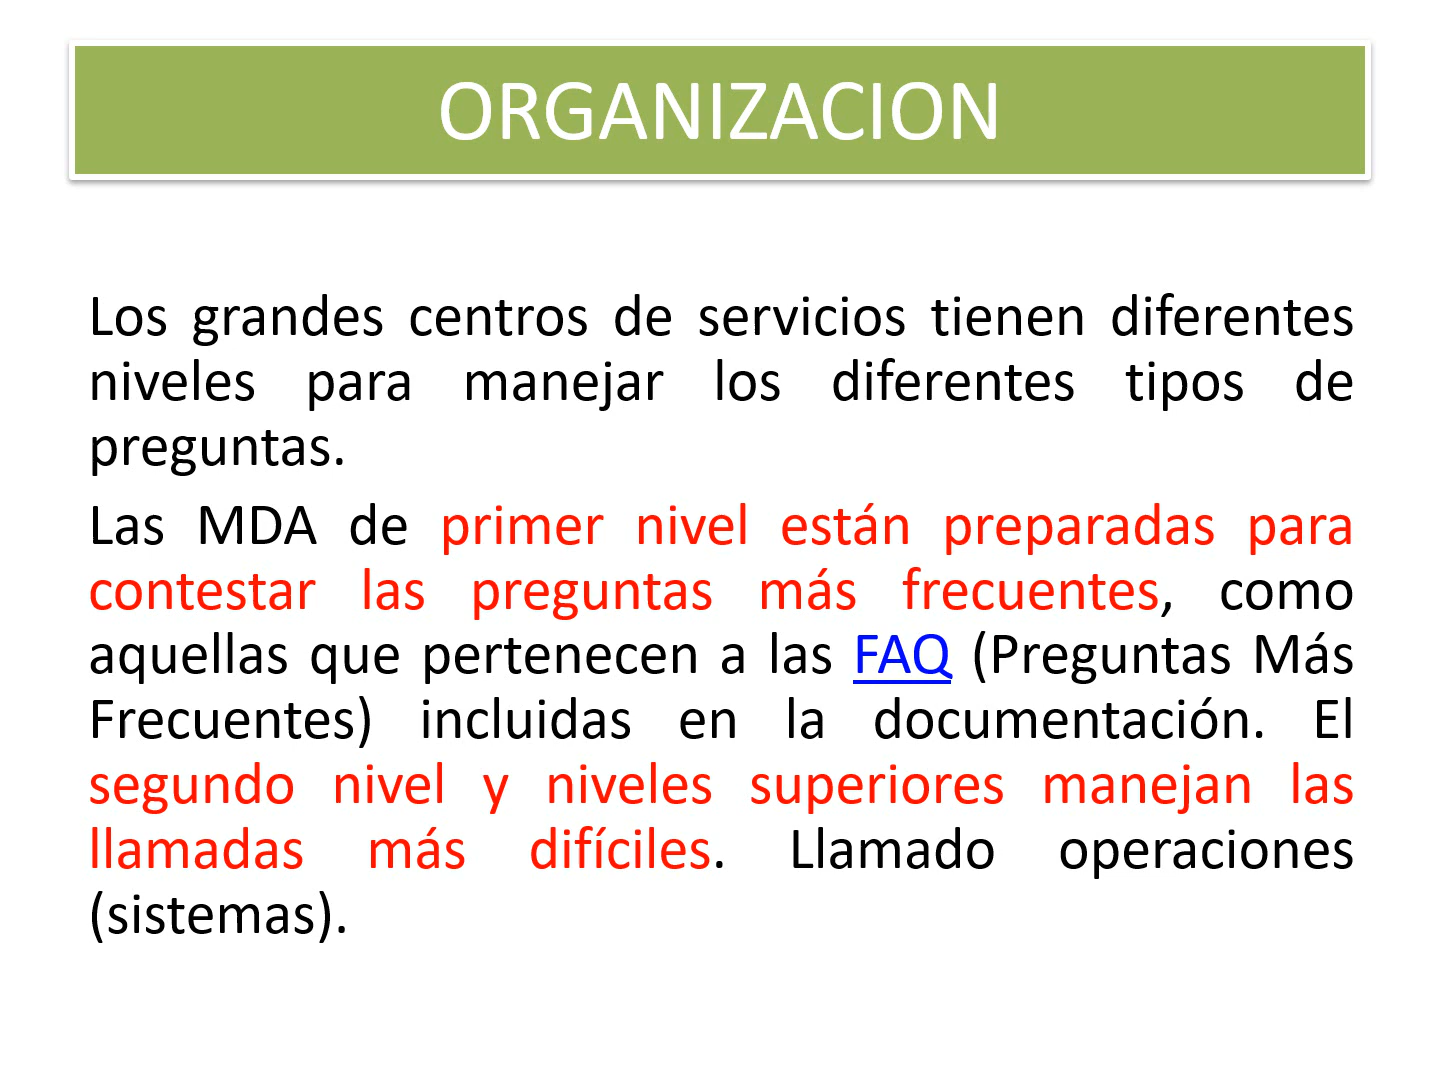 ORGANIZACION
Los grandes centros de servicios tienen diferentes
niveles para manejar los diferentes tipos de
preguntas.
Las MDA de primer nivel están preparadas para
contestar las preguntas más frecuentes, como
aquellas que pertenecen a las FAQ (Preguntas Más
Frecuentes) incluidas en la documentación. El
segundo nivel y niveles superiores manejan las
llamadas más difíciles. Llamado operaciones
(sistemas).